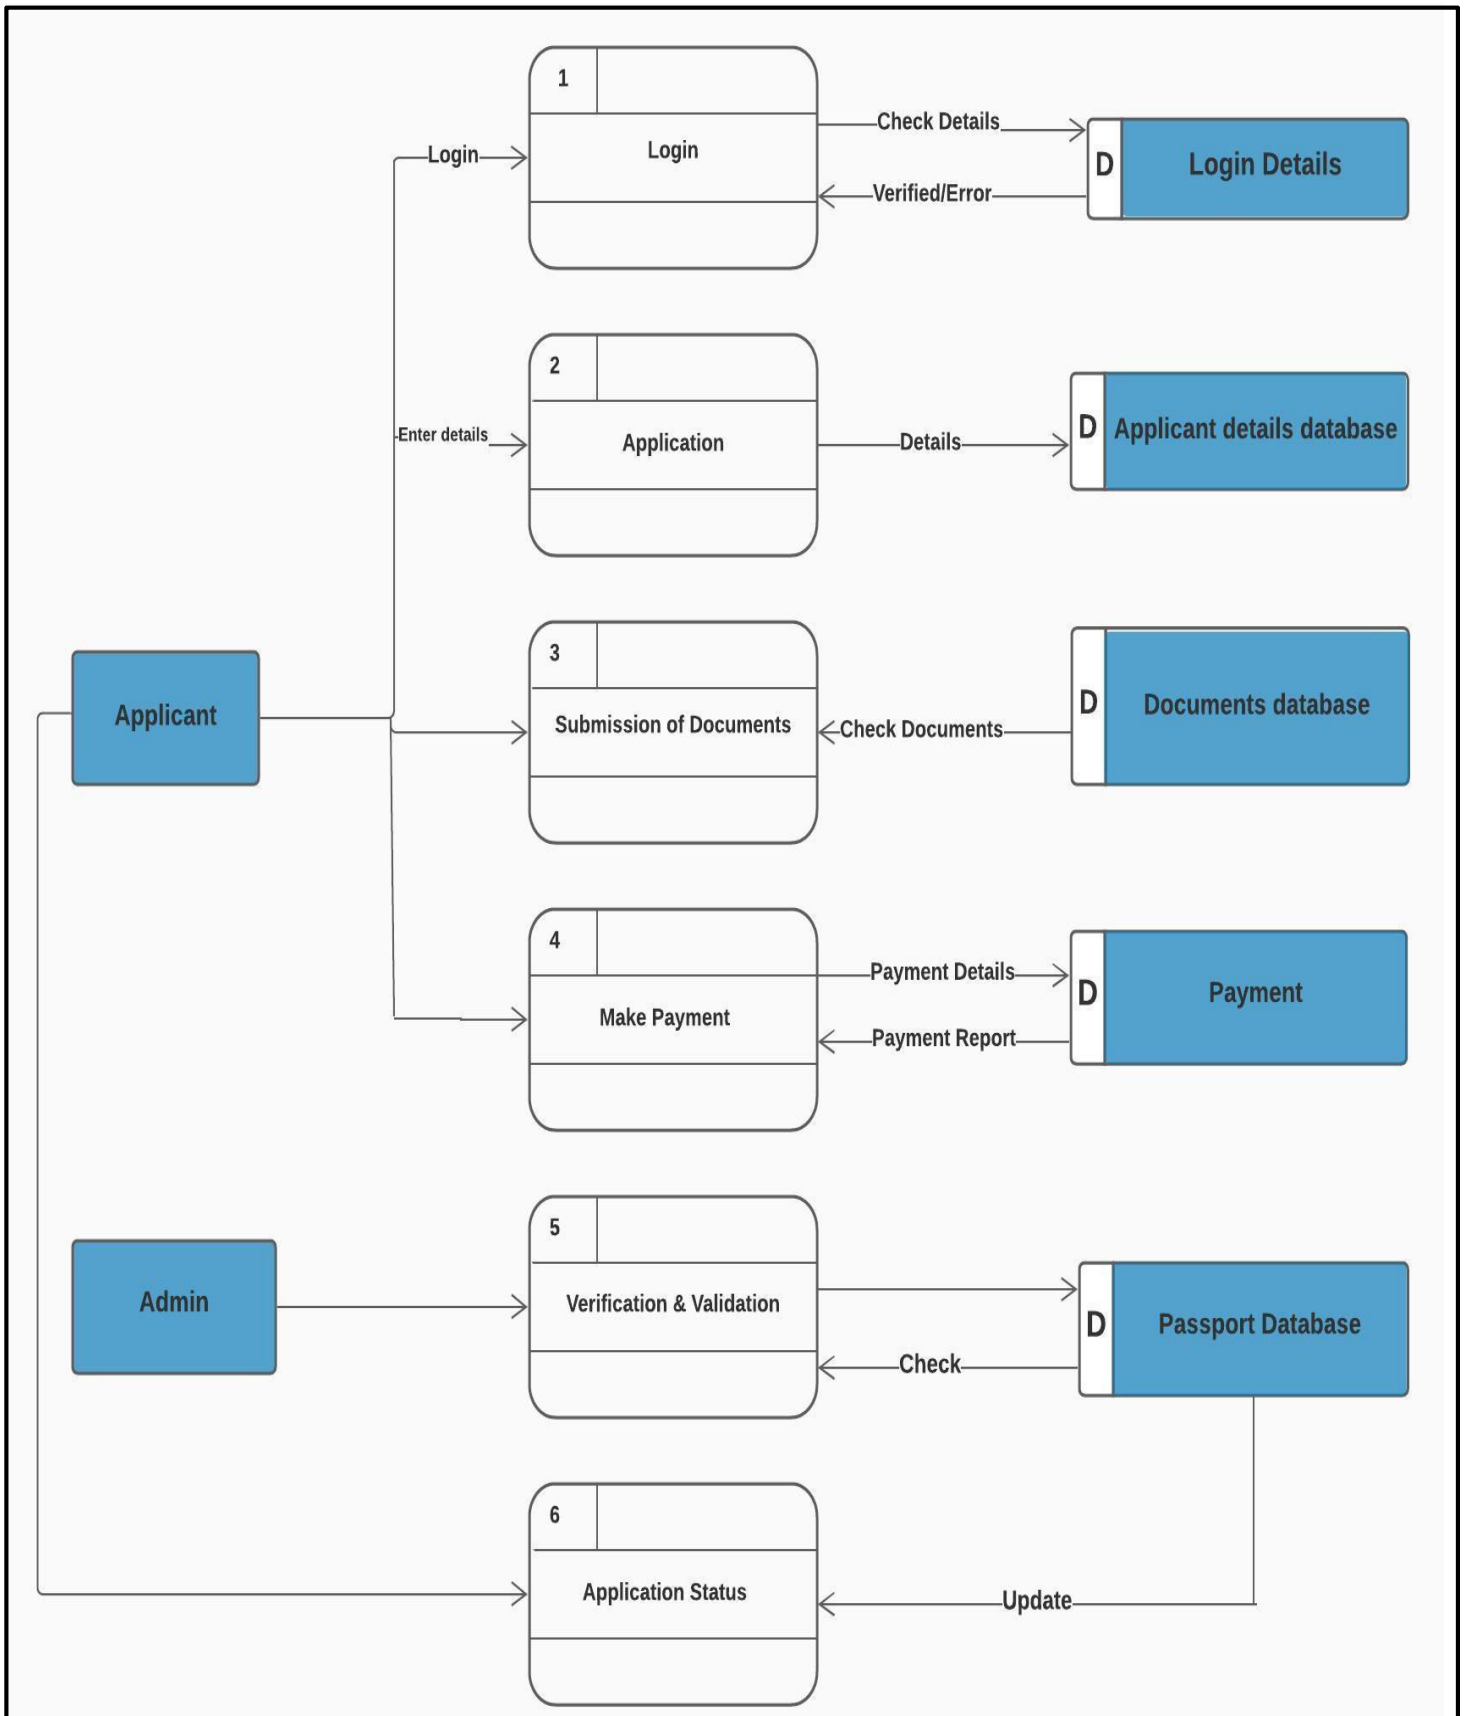 1
Login
Check Details
Verified/Error
D
Login Details
Login
2
Application
Enter details
Details
D
Applicant details database
3
Submission of Documents
Applicant
Check Documents
D
Documents database
4
Make Payment
Payment Details
Payment Report
D
Payment
5
Verification & Validation
Admin
Check
D
Passport Database
6
Application Status
Update